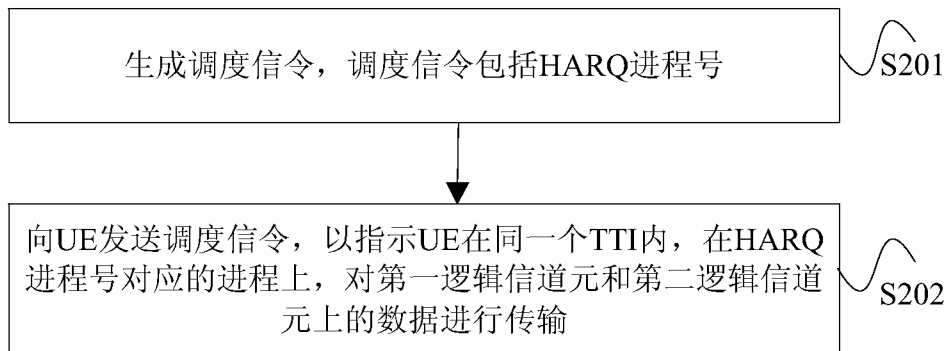 生成调度信令，调度信令包括HARQ进程号
S201
向UE发送调度信令，以指示UE在同一个TTI内，在HARQ
进程号对应的进程上，对第一逻辑信道元和第二逻辑信道
元上的数据进行传输
S202